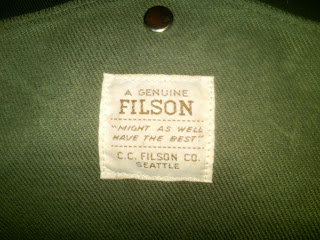 A GENUINE
FILSON
"MIGHT AS WELL
HAVE THE BEST"
C.C. FILSON CO.
SEATTLE